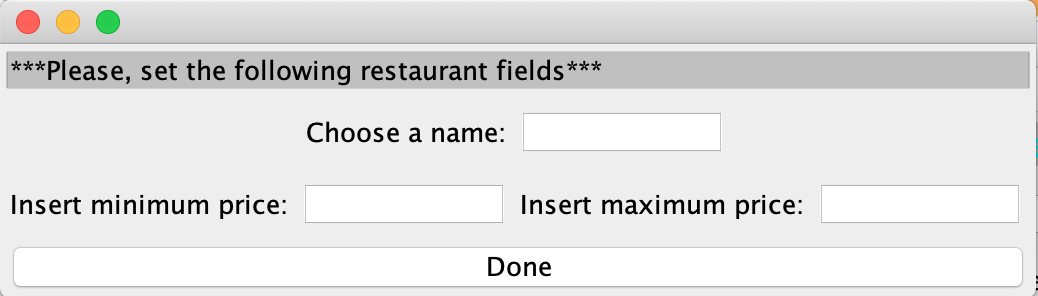 ***Please, set the following restaurant fields***
Choose a name:
Insert minimum price: Insert maximum price:
Done